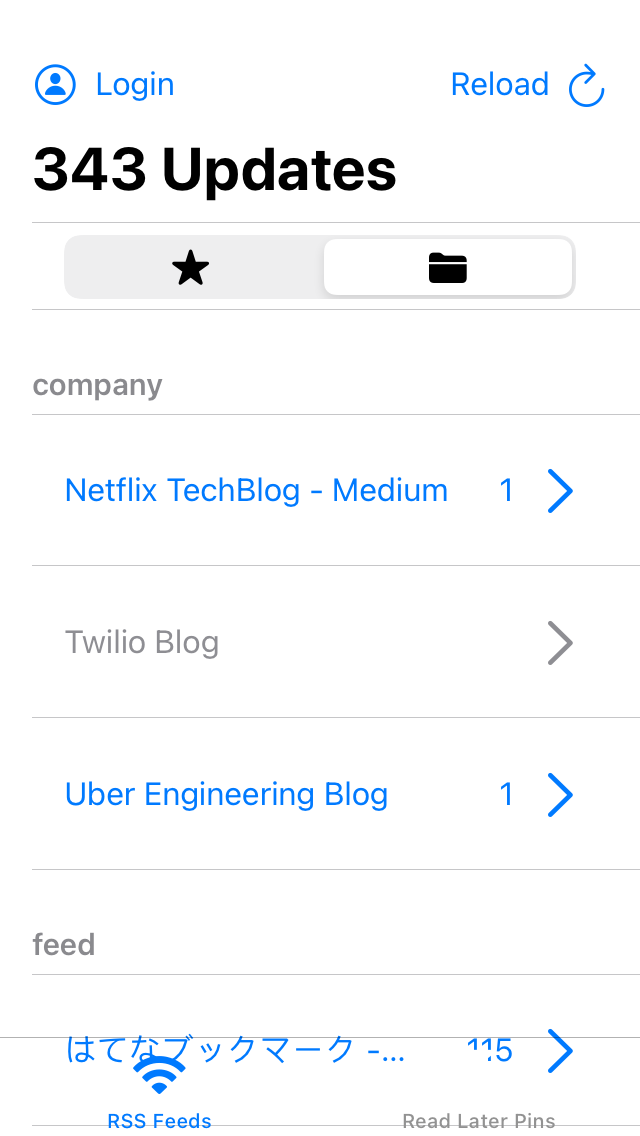 Login
Reload
343 Updates
company
Netflix TechBlog - Medium 1
Twilio Blog
Uber Engineering Blog 1
feed
はてなブックマーク -... 115
RSS Feeds
Read Later Pins